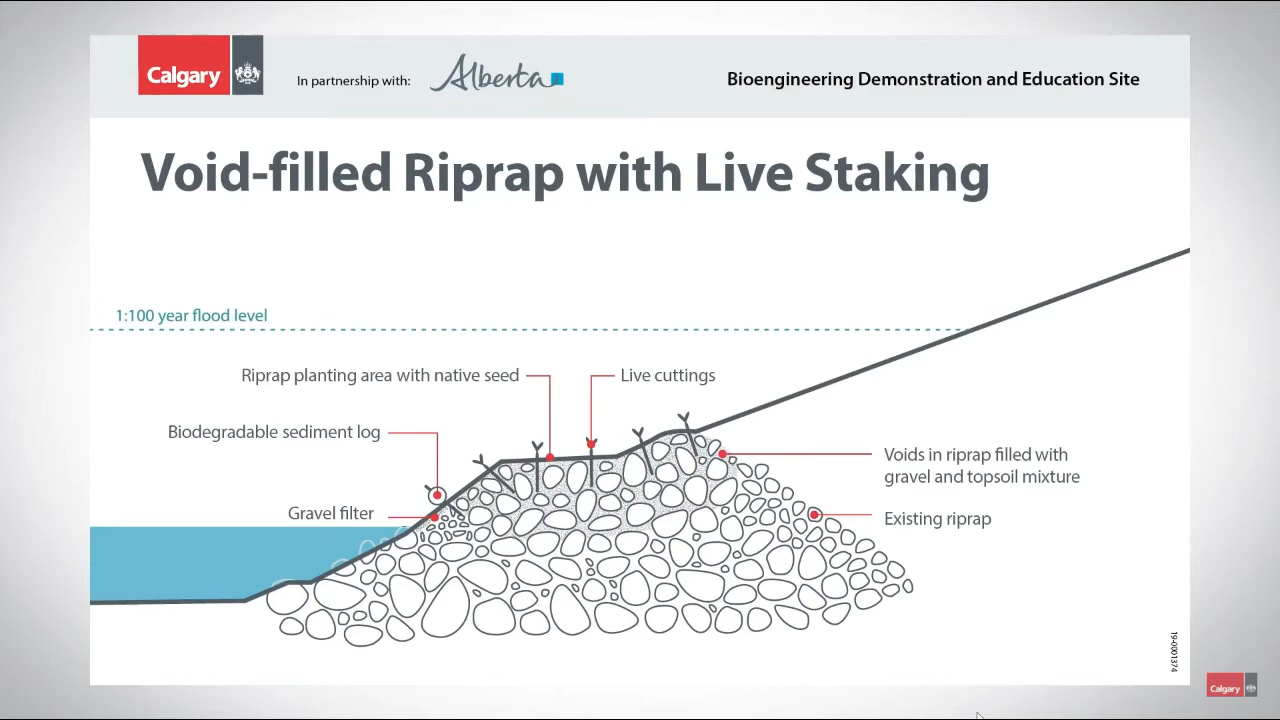 Calgary
In partnership with:
Alberta
Bioengineering Demonstration and Education Site
Void-filled Riprap with Live Staking
1:100 year flood level
Riprap planting area with native seed
Live cuttings
Biodegradable sediment log
Voids in riprap filled with
gravel and topsoil mixture
Gravel filter
Existing riprap
19-0001374
Calgary